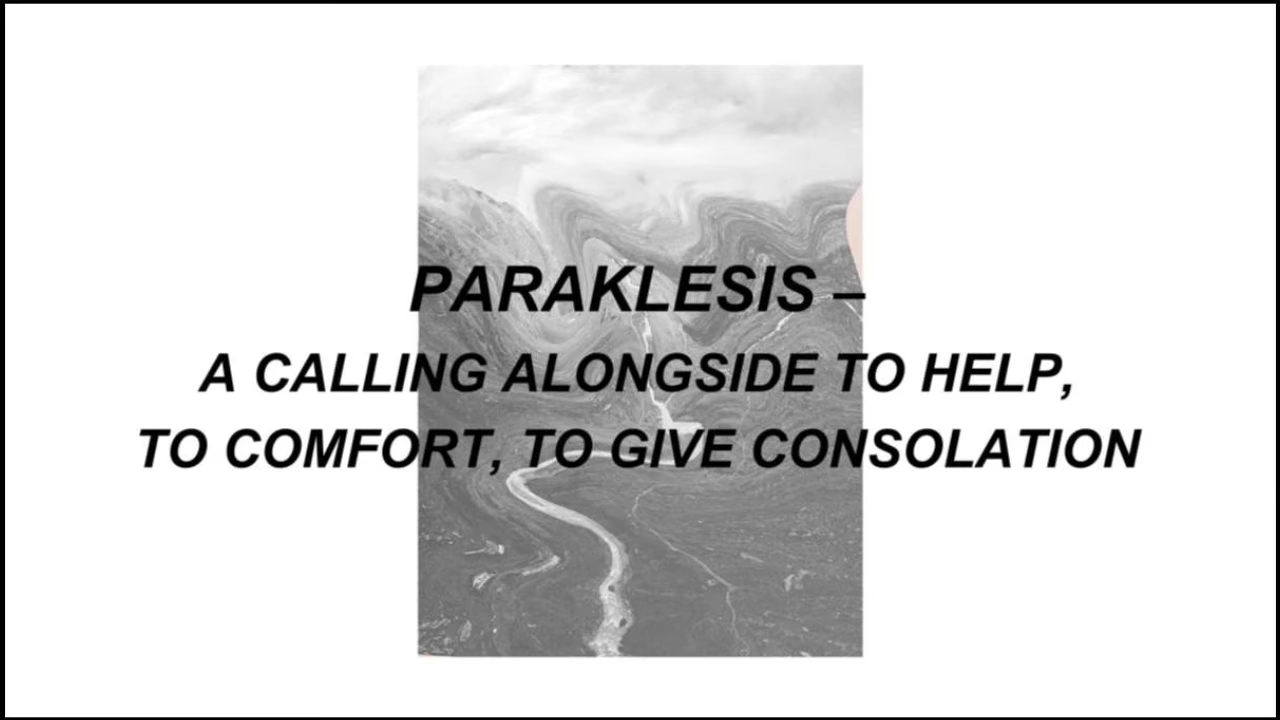 PARAKLESIS –
A CALLING ALONGSIDE TO HELP,
TO COMFORT, TO GIVE CONSOLATION